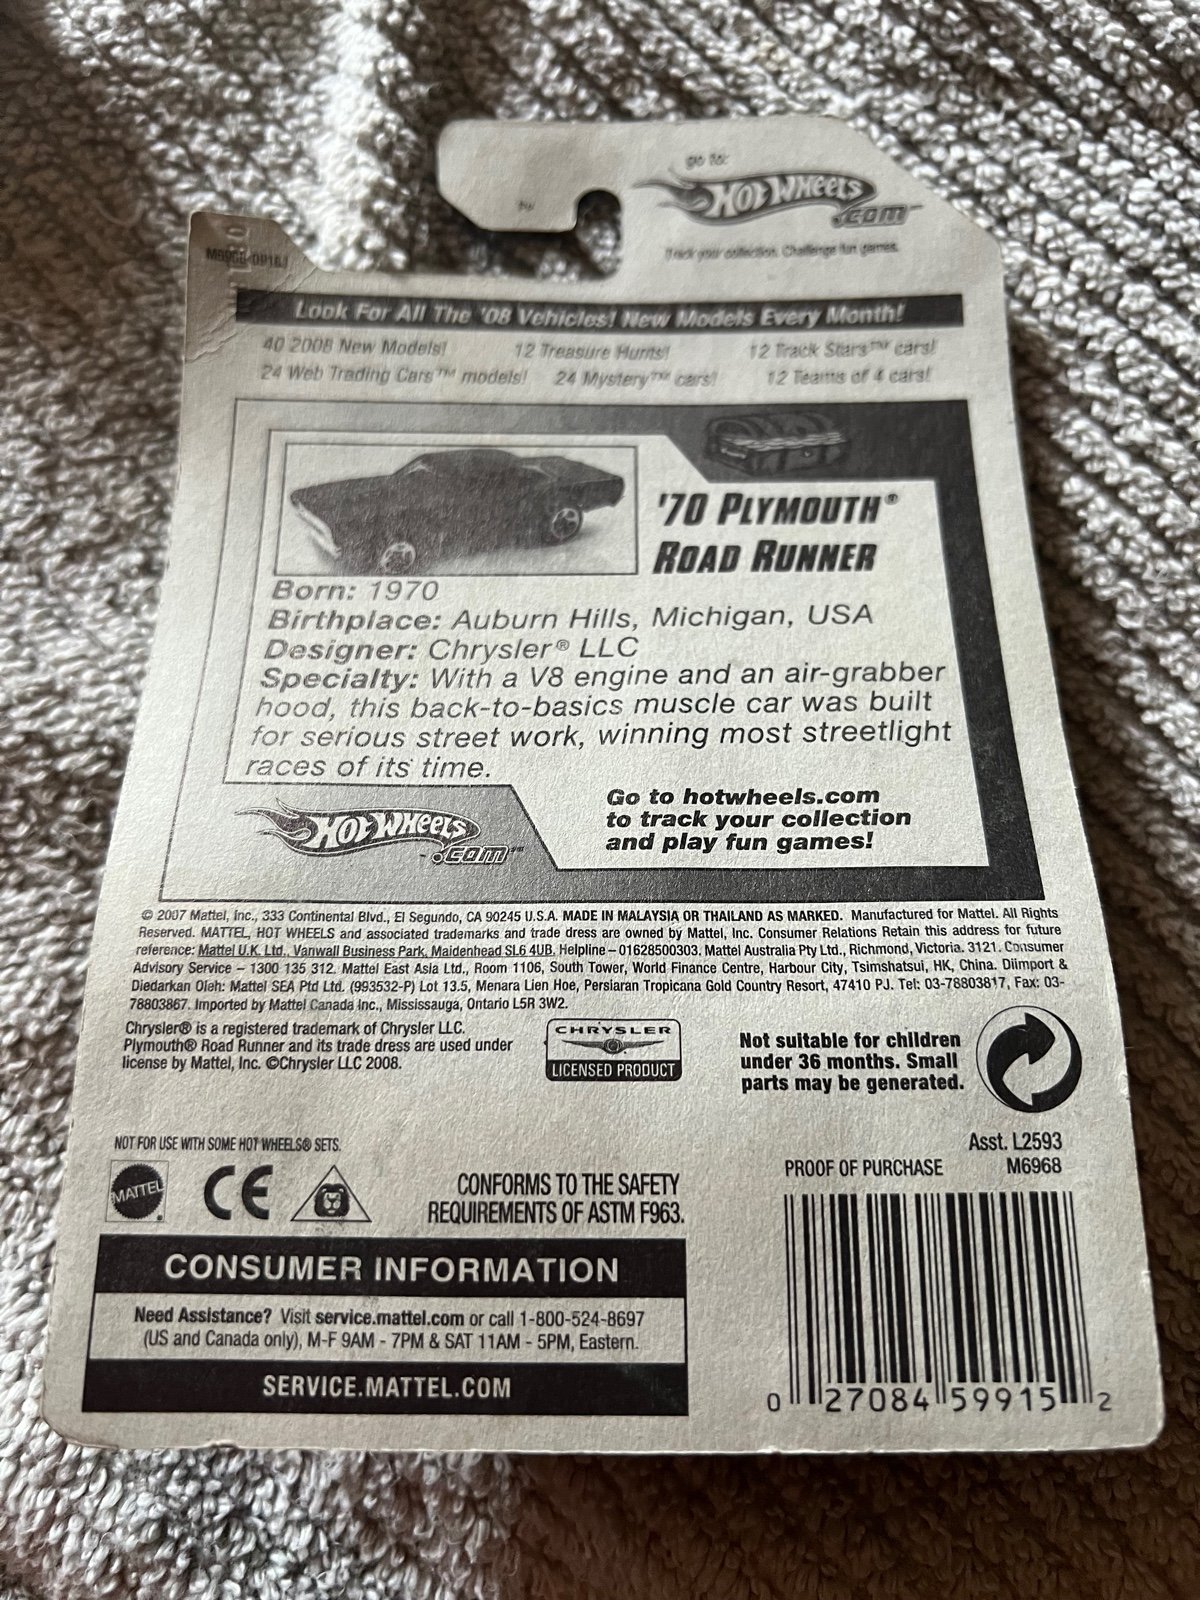 go to:
HOT WHEELS
.com™
Track your collection. Challenge fun games.
Look For All The '08 Vehicles! New Models Every Month!
40 2008 New Models! 12 Treasure Hunts! 12 Track Stars™ cars!
24 Web Trading Cars™ models! 24 Mystery™ cars! 12 Teams of 4 cars!
'70 PLYMOUTH®
ROAD RUNNER
Born: 1970
Birthplace: Auburn Hills, Michigan, USA
Designer: Chrysler® LLC
Specialty: With a V8 engine and an air-grabber
hood, this back-to-basics muscle car was built
for serious street work, winning most streetlight
races of its time.
HOT WHEELS
.com™
Go to hotwheels.com
to track your collection
and play fun games!
© 2007 Mattel, Inc., 333 Continental Blvd., El Segundo, CA 90245 U.S.A. MADE IN MALAYSIA OR THAILAND AS MARKED. Manufactured for Mattel. All Rights
Reserved. MATTEL, HOT WHEELS and associated trademarks and trade dress are owned by Mattel, Inc. Consumer Relations Retain this address for future
reference: Mattel U.K. Ltd., Vanwall Business Park, Maidenhead SL6 4UB. Helpline – 01628500303. Mattel Australia Pty Ltd., Richmond, Victoria. 3121. Consumer
Advisory Service – 1300 135 312. Mattel East Asia Ltd., Room 1106, South Tower, World Finance Centre, Harbour City, Tsimshatsui, HK, China. Diimport &
Diedarkan Oleh: Mattel SEA Ptd Ltd. (993532-P) Lot 13.5, Menara Lien Hoe, Persiaran Tropicana Gold Country Resort, 47410 PJ. Tel: 03-78803817, Fax: 03-
78803867. Imported by Mattel Canada Inc., Mississauga, Ontario L5R 3W2.
Chrysler® is a registered trademark of Chrysler LLC.
Plymouth® Road Runner and its trade dress are used under
license by Mattel, Inc. ©Chrysler LLC 2008.
CHRYSLER
LICENSED PRODUCT
Not suitable for children
under 36 months. Small
parts may be generated.
NOT FOR USE WITH SOME HOT WHEELS® SETS.
MATTEL
CE
CONFORMS TO THE SAFETY
REQUIREMENTS OF ASTM F963.
Asst. L2593
PROOF OF PURCHASE M6968
CONSUMER INFORMATION
Need Assistance? Visit service.mattel.com or call 1-800-524-8697
(US and Canada only), M-F 9AM - 7PM & SAT 11AM - 5PM, Eastern.
SERVICE.MATTEL.COM
0 27084 59915 2